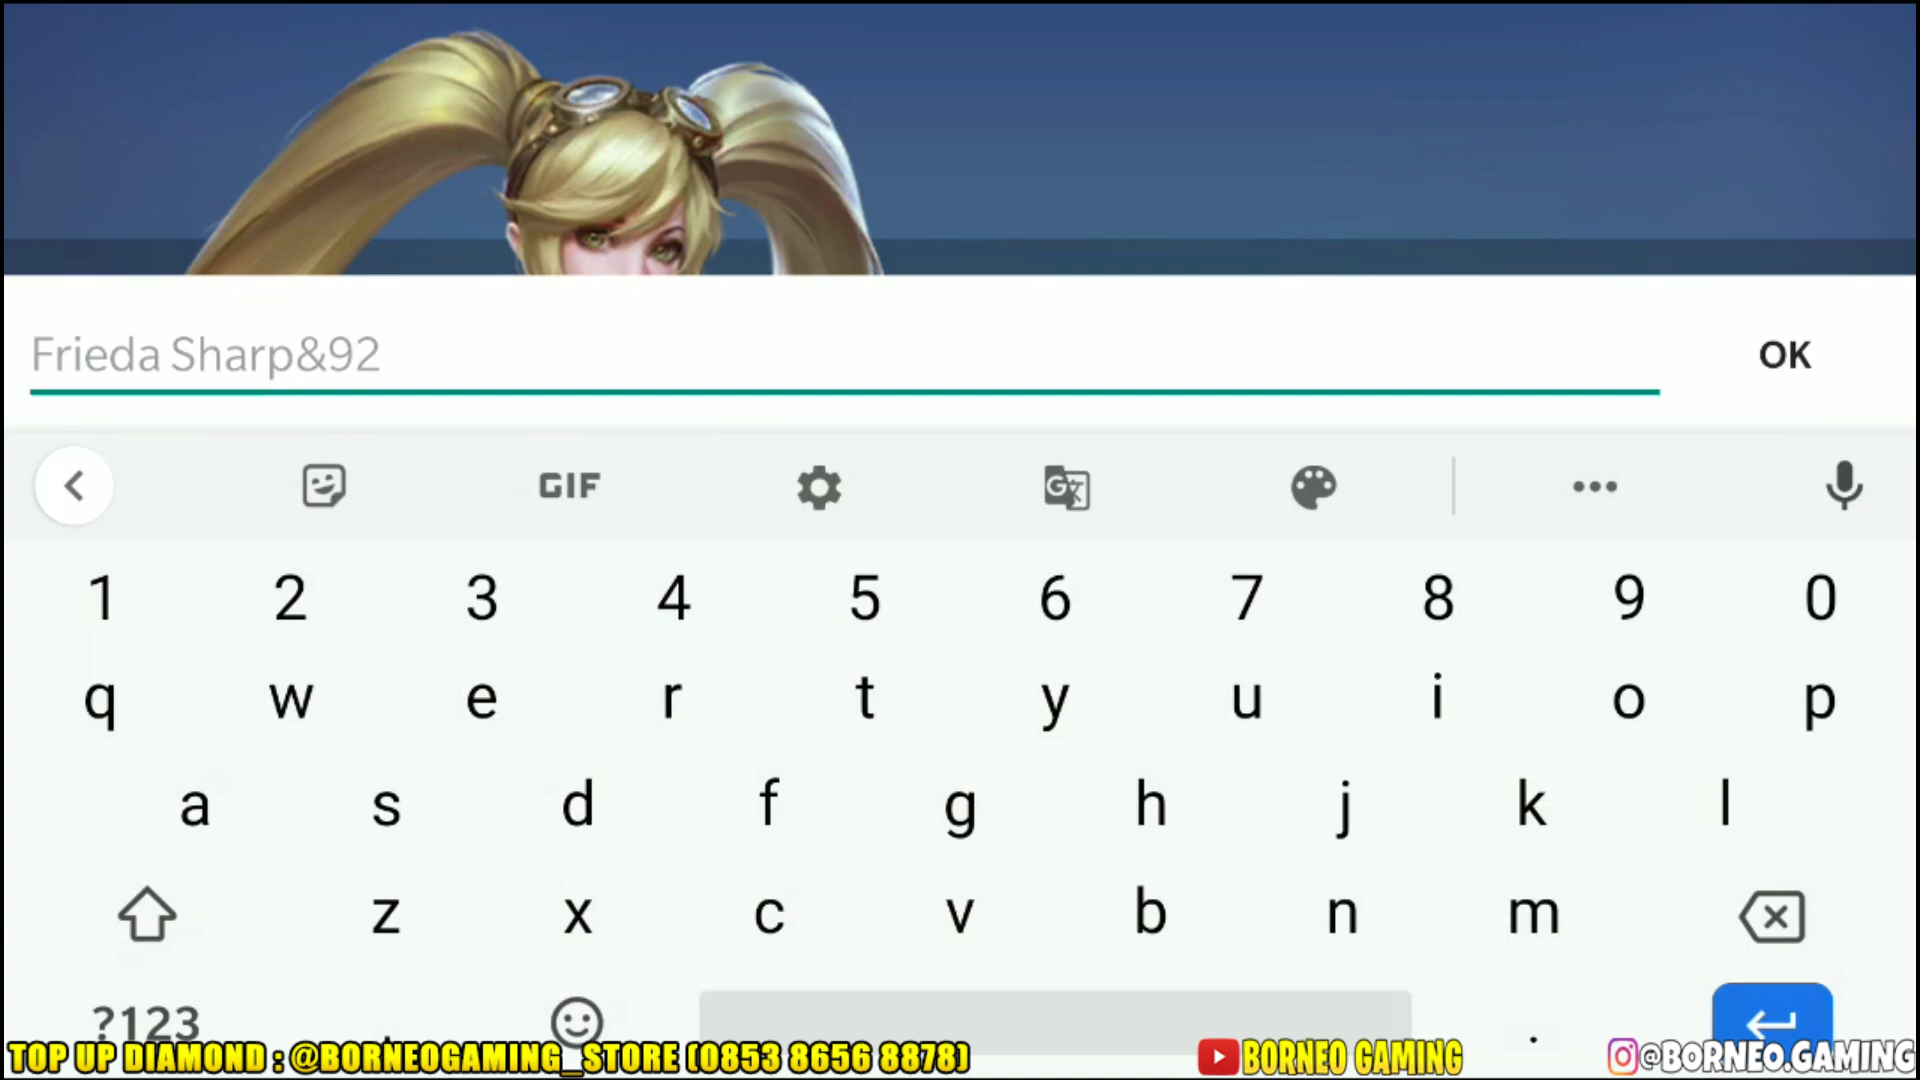 Frieda Sharp&92
OK
GIF
1 2 3 4 5 6 7 8 9 0
q w e r t y u i o p
a s d f g h j k l
z x c v b n m
?123 , .
TOP UP DIAMOND : @BORNEOGAMING_STORE (0853 8656 8878)
BORNEO GAMING
@BORNEO.GAMING